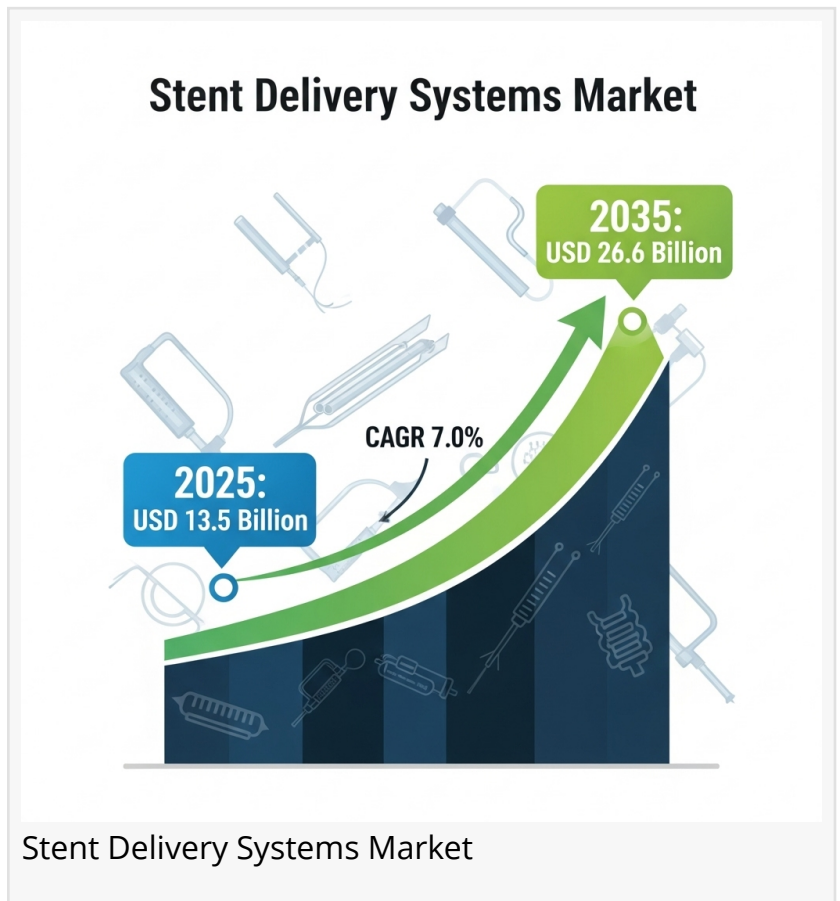 Stent Delivery Systems Market
2035:
USD 26.6 Billion
CAGR 7.0%
2025:
USD 13.5 Billion
Stent Delivery Systems Market